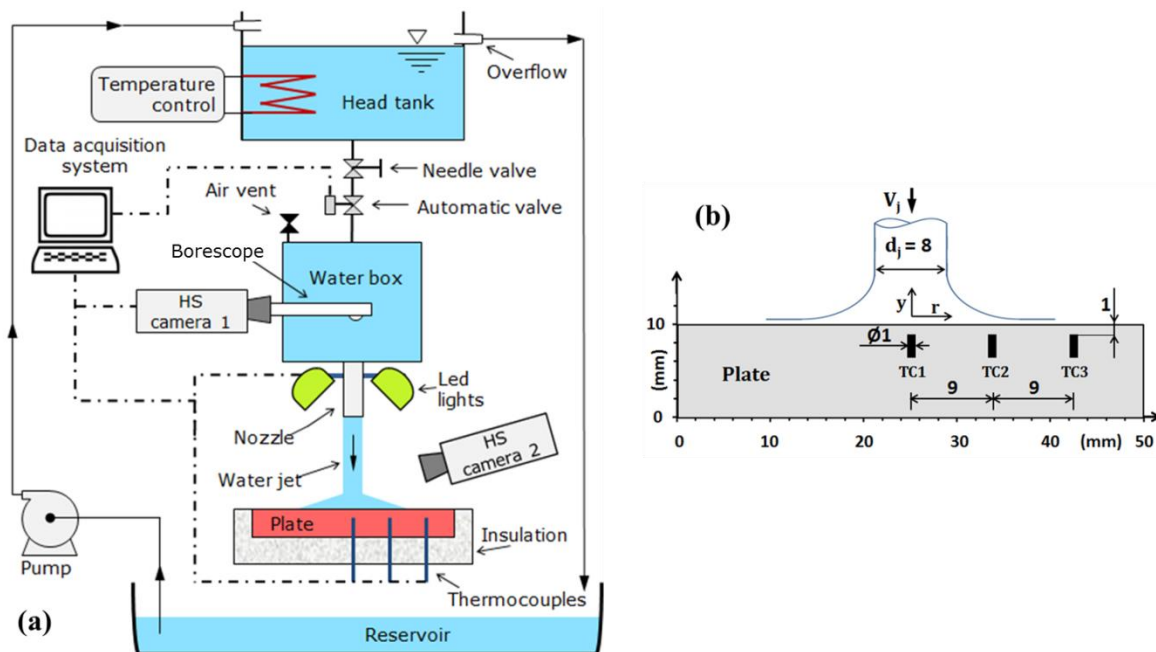 Temperature
control
Head tank
Overflow
Data acquisition
system
Needle valve
Air vent
Automatic valve
Borescope
Water box
HS
camera 1
Led
lights
Nozzle
HS
camera 2
Water jet
Plate
Insulation
Pump
Thermocouples
(a)
Reservoir
(b)
Vj
dj = 8
y
r
1
10
Ø1
TC1
TC2
TC3
Plate
9
9
(mm)
0
0
10
20
30
40
(mm)
50